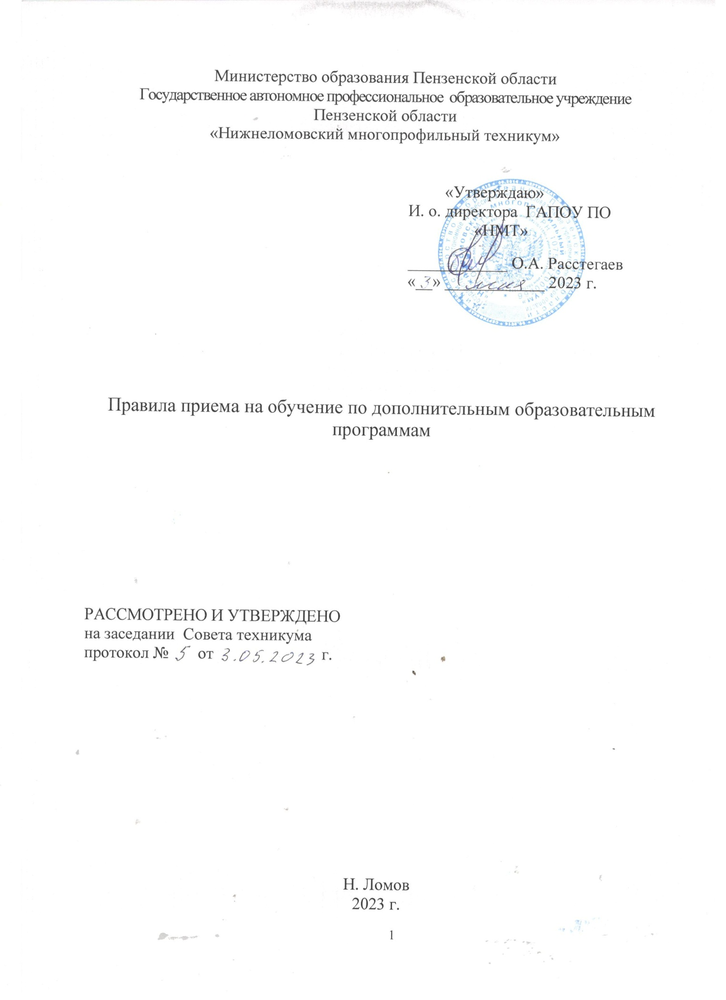 Министерство образования Пензенской области
Государственное автономное профессиональное образовательное учреждение
Пензенской области
«Нижнеломовский многопрофильный техникум»
«Утверждаю»
И. о. директора ГАПОУ ПО
«НМТ»
______________ О.А. Расстегаев
«3» мая 2023 г.
Правила приема на обучение по дополнительным образовательным
программам
РАССМОТРЕНО И УТВЕРЖДЕНО
на заседании Совета техникума
протокол № 5 от 3.05.2023 г.
Н. Ломов
2023 г.
1